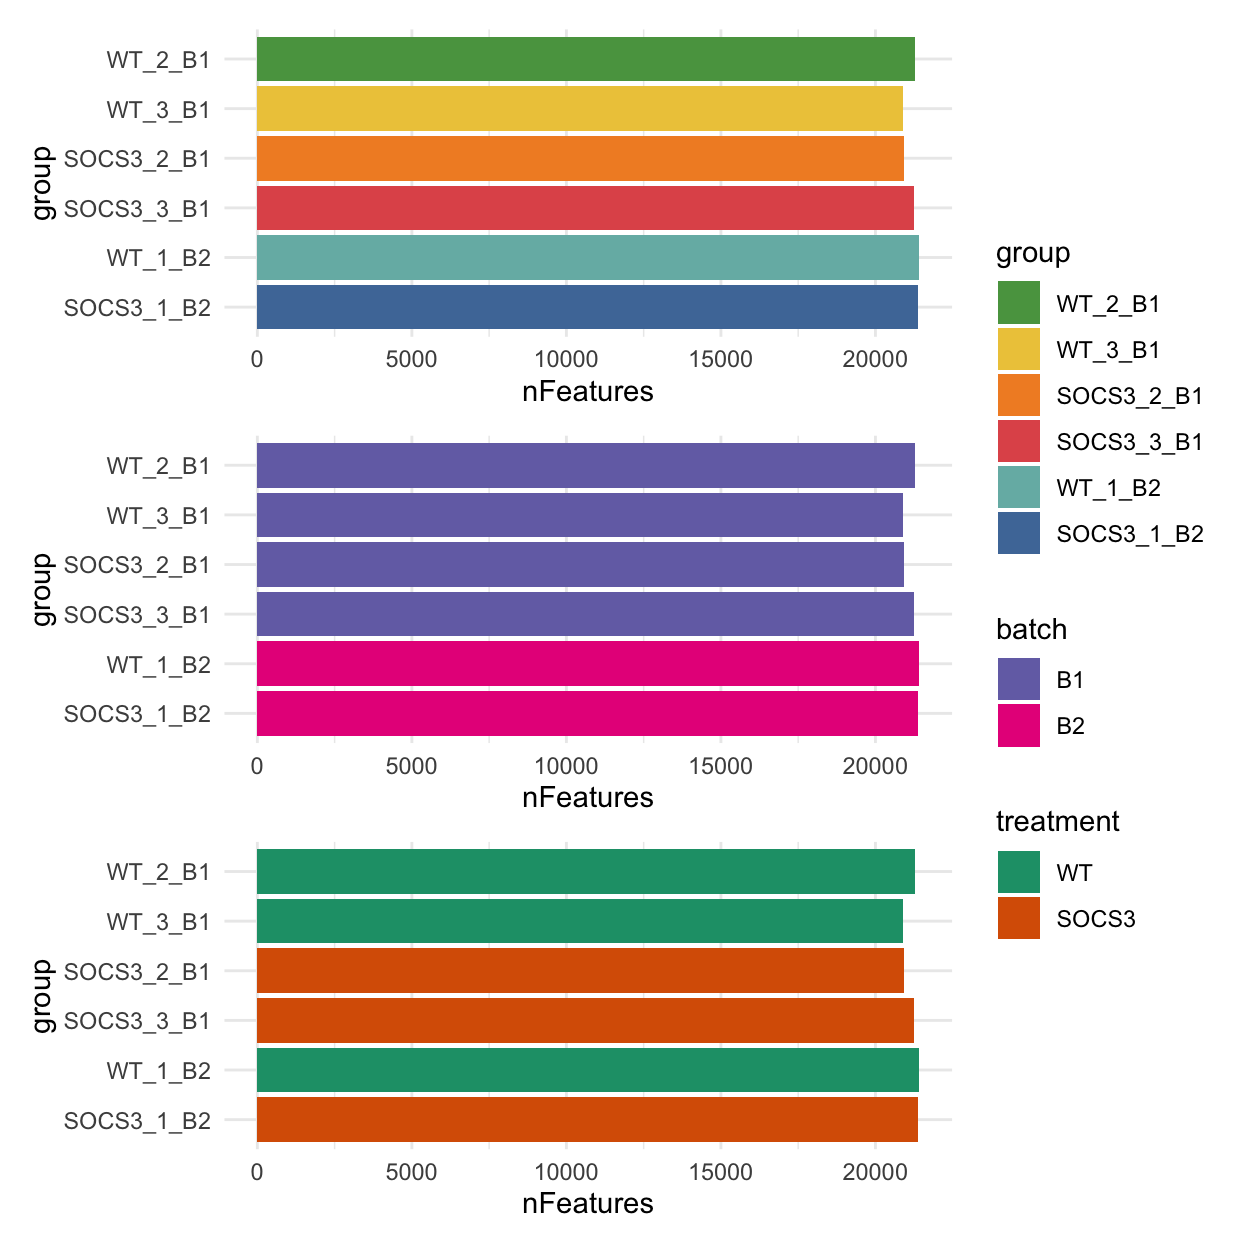 WT_2_B1
WT_3_B1
SOCS3_2_B1
SOCS3_3_B1
WT_1_B2
SOCS3_1_B2
group
0 5000 10000 15000 20000
nFeatures
WT_2_B1
WT_3_B1
SOCS3_2_B1
SOCS3_3_B1
WT_1_B2
SOCS3_1_B2
group
0 5000 10000 15000 20000
nFeatures
WT_2_B1
WT_3_B1
SOCS3_2_B1
SOCS3_3_B1
WT_1_B2
SOCS3_1_B2
group
0 5000 10000 15000 20000
nFeatures
group
WT_2_B1
WT_3_B1
SOCS3_2_B1
SOCS3_3_B1
WT_1_B2
SOCS3_1_B2
batch
B1
B2
treatment
WT
SOCS3